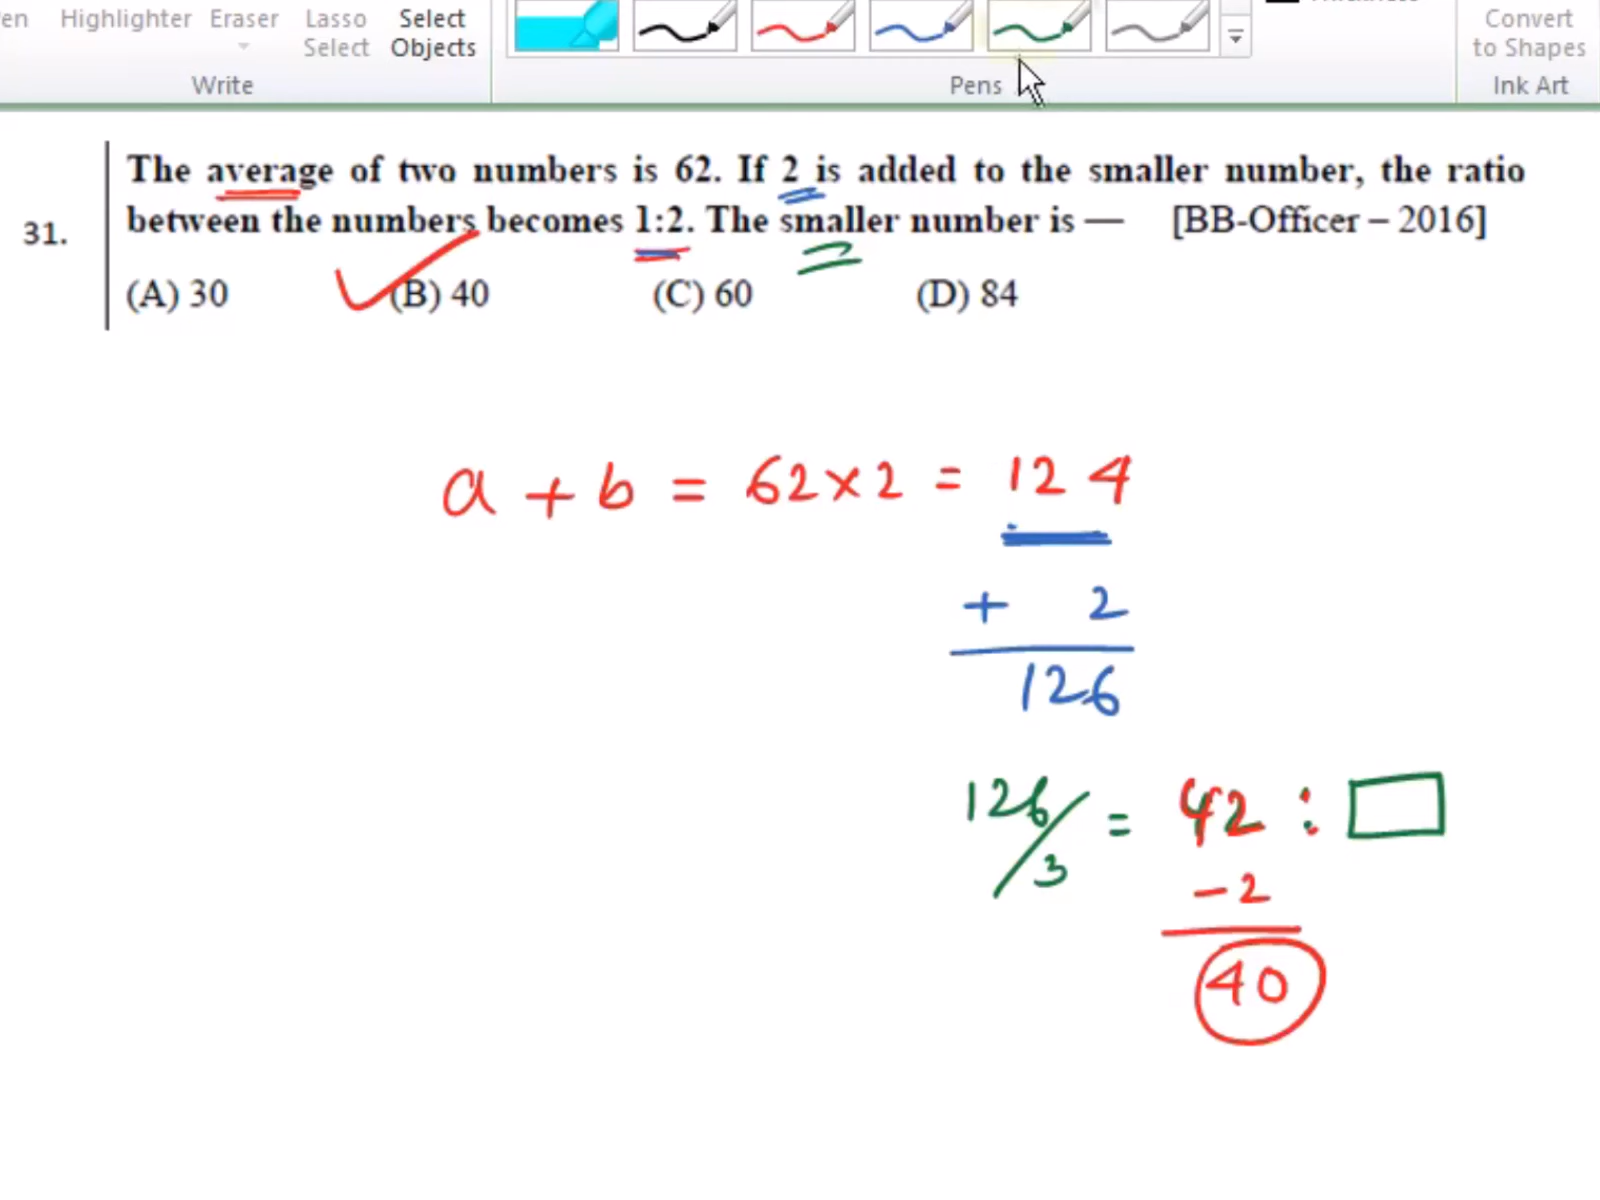 en Highlighter Eraser Lasso Select Select Objects Convert to Shapes
Write Pens Ink Art
31. The average of two numbers is 62. If 2 is added to the smaller number, the ratio
between the numbers becomes 1:2. The smaller number is — [BB-Officer – 2016]
(A) 30 (B) 40 (C) 60 (D) 84
a + b = 62 × 2 = 124
+ 2
126
126/3 = 42 :
- 2
40